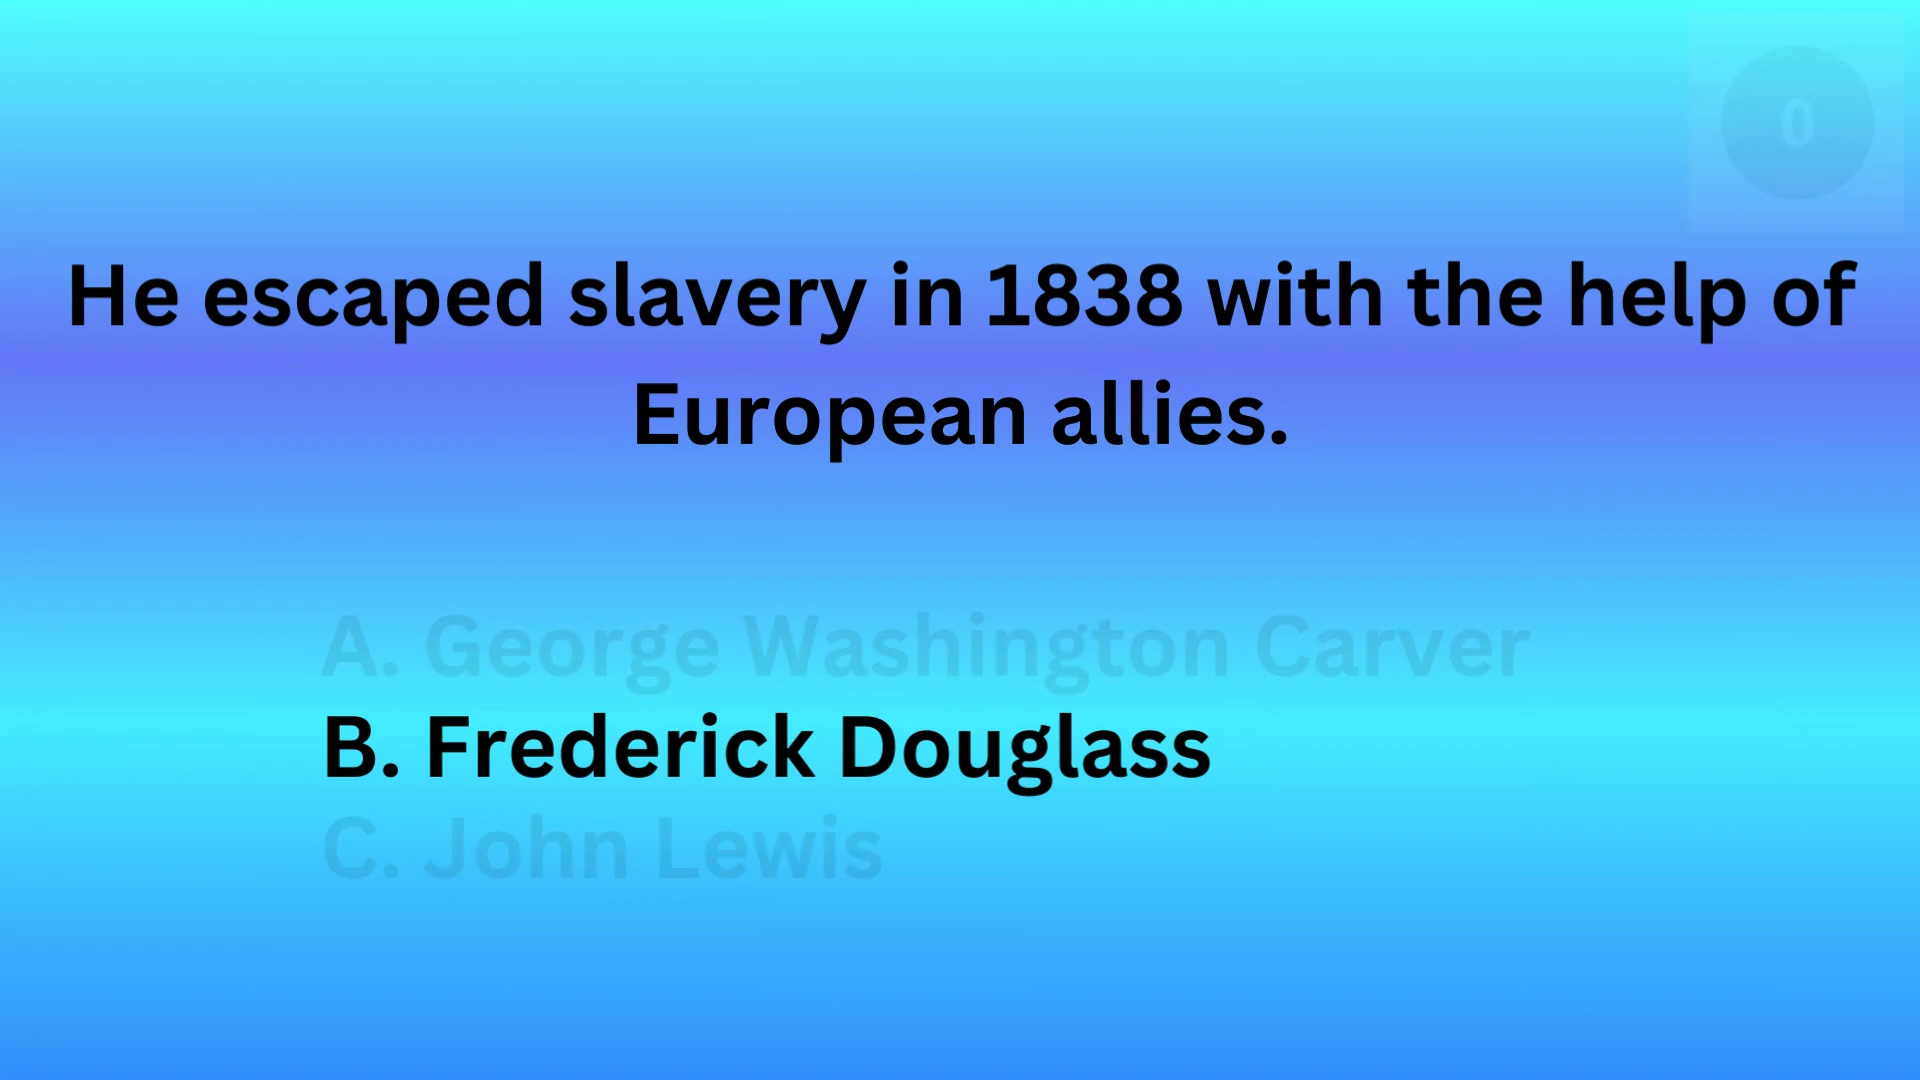 0
He escaped slavery in 1838 with the help of
European allies.
A. George Washington Carver
B. Frederick Douglass
C. John Lewis